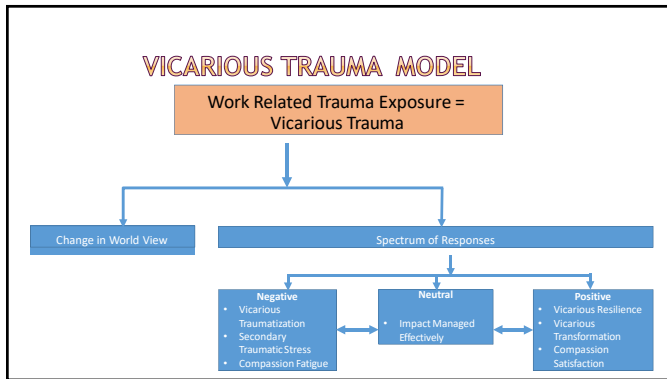 VICARIOUS TRAUMA MODEL
Work Related Trauma Exposure =
Vicarious Trauma
Change in World View
Spectrum of Responses
Negative
• Vicarious
Traumatization
• Secondary
Traumatic Stress
• Compassion Fatigue
Neutral
• Impact Managed
Effectively
Positive
• Vicarious Resilience
• Vicarious
Transformation
• Compassion
Satisfaction